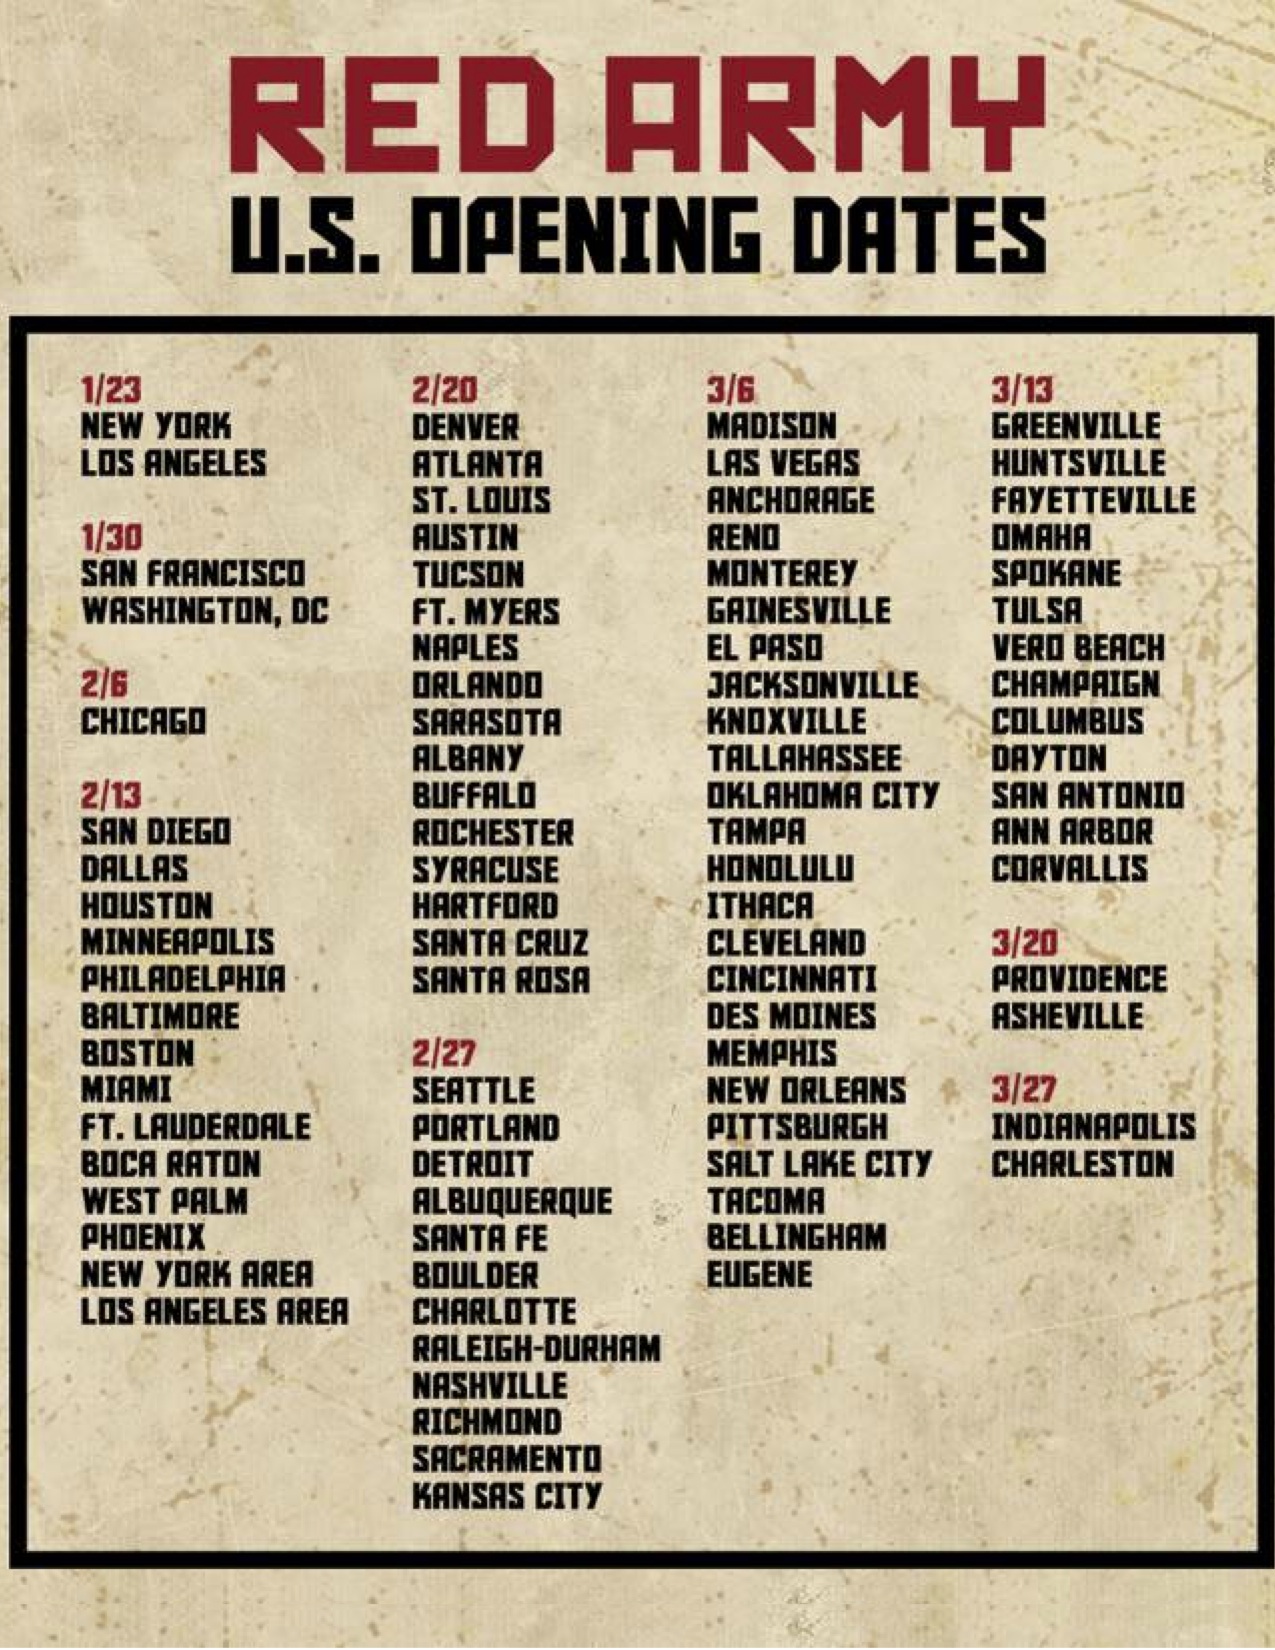 RED ARMY
U.S. OPENING DATES
1/23
NEW YORK
LOS ANGELES
1/30
SAN FRANCISCO
WASHINGTON, DC
2/6
CHICAGO
2/13
SAN DIEGO
DALLAS
HOUSTON
MINNEAPOLIS
PHILADELPHIA
BALTIMORE
BOSTON
MIAMI
FT. LAUDERDALE
BOCA RATON
WEST PALM
PHOENIX
NEW YORK AREA
LOS ANGELES AREA
2/20
DENVER
ATLANTA
ST. LOUIS
AUSTIN
TUCSON
FT. MYERS
NAPLES
ORLANDO
SARASOTA
ALBANY
BUFFALO
ROCHESTER
SYRACUSE
HARTFORD
SANTA CRUZ
SANTA ROSA
2/27
SEATTLE
PORTLAND
DETROIT
ALBUQUERQUE
SANTA FE
BOULDER
CHARLOTTE
RALEIGH-DURHAM
NASHVILLE
RICHMOND
SACRAMENTO
KANSAS CITY
3/6
MADISON
LAS VEGAS
ANCHORAGE
RENO
MONTEREY
GAINESVILLE
EL PASO
JACKSONVILLE
KNOXVILLE
TALLAHASSEE
OKLAHOMA CITY
TAMPA
HONOLULU
ITHACA
CLEVELAND
CINCINNATI
DES MOINES
MEMPHIS
NEW ORLEANS
PITTSBURGH
SALT LAKE CITY
TACOMA
BELLINGHAM
EUGENE
3/13
GREENVILLE
HUNTSVILLE
FAYETTEVILLE
OMAHA
SPOKANE
TULSA
VERO BEACH
CHAMPAIGN
COLUMBUS
DAYTON
SAN ANTONIO
ANN ARBOR
CORVALLIS
3/20
PROVIDENCE
ASHEVILLE
3/27
INDIANAPOLIS
CHARLESTON